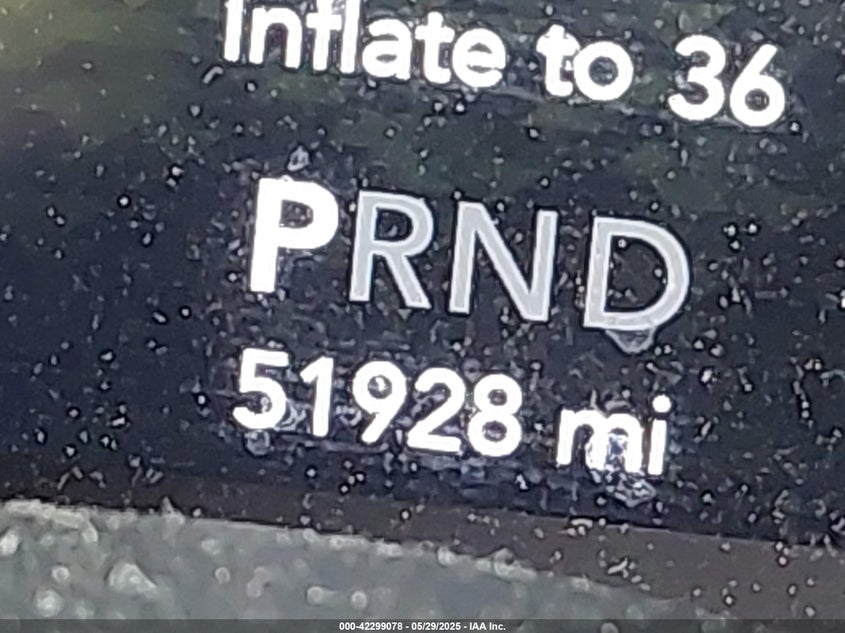 Inflate to 36
PRND
51928 mi
000-42299078 - 05/29/2025 - IAA Inc.